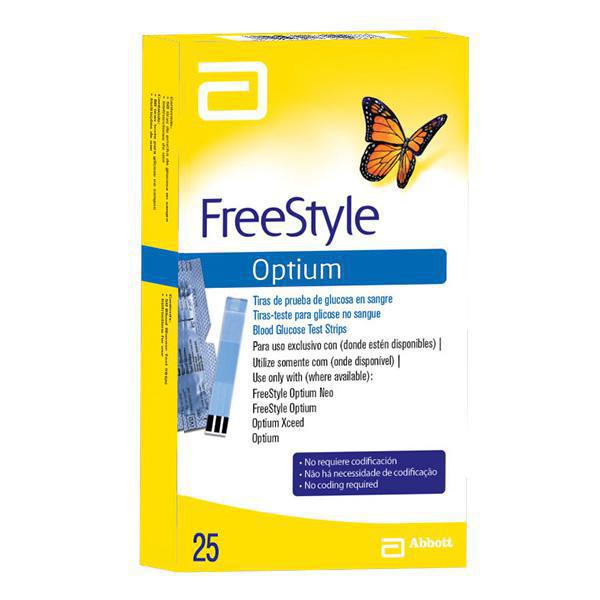 FreeStyle
Optium
Tiras de prueba de glucosa en sangre
Tiras-teste para glicose no sangue
Blood Glucose Test Strips
Para uso exclusivo con (donde estén disponibles) |
Utilize somente com (onde disponível) |
Use only with (where available):
FreeStyle Optium Neo
FreeStyle Optium
Optium Xceed
Optium
• No requiere codificación
• Não há necessidade de codificação
• No coding required
25
Abbott